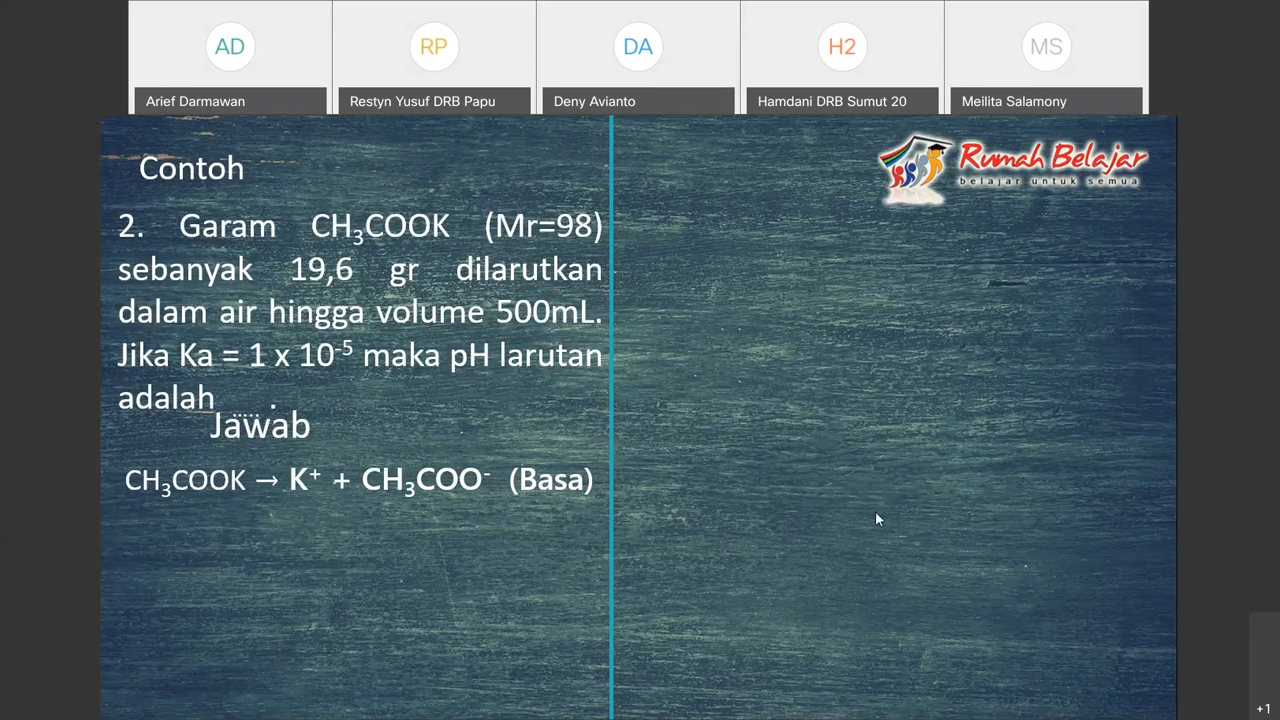 AD
RP
DA
H2
MS
Arief Darmawan
Restyn Yusuf DRB Papu
Deny Avianto
Hamdani DRB Sumut 20
Meilita Salamony
Rumah Belajar
belajar untuk semua
Contoh
2. Garam CH₃COOK (Mr=98)
sebanyak 19,6 gr dilarutkan
dalam air hingga volume 500mL.
Jika Ka = 1 x 10⁻⁵ maka pH larutan
adalah ..... .
Jawab
CH₃COOK → K⁺ + CH₃COO⁻ (Basa)
+1